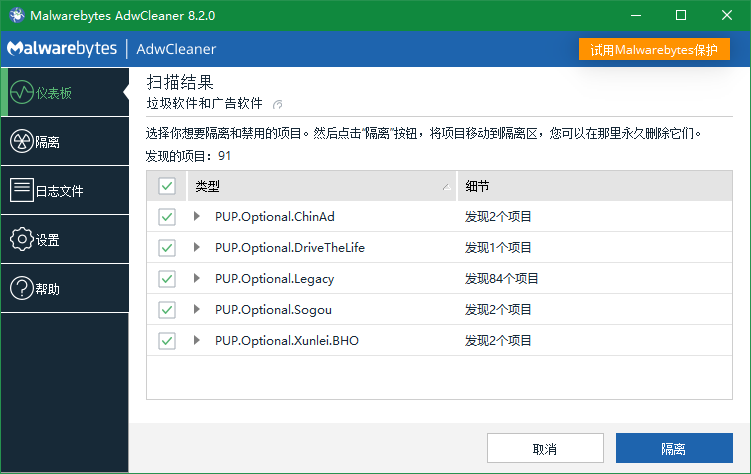 Malwarebytes AdwCleaner 8.2.0
Malwarebytes | AdwCleaner
试用Malwarebytes保护
仪表板
隔离
日志文件
设置
帮助
扫描结果
垃圾软件和广告软件
选择你想要隔离和禁用的项目。然后点击"隔离"按钮，将项目移动到隔离区，您可以在那里永久删除它们。
发现的项目：91
类型 细节
PUP.Optional.ChinAd 发现2个项目
PUP.Optional.DriveTheLife 发现1个项目
PUP.Optional.Legacy 发现84个项目
PUP.Optional.Sogou 发现2个项目
PUP.Optional.Xunlei.BHO 发现2个项目
取消
隔离